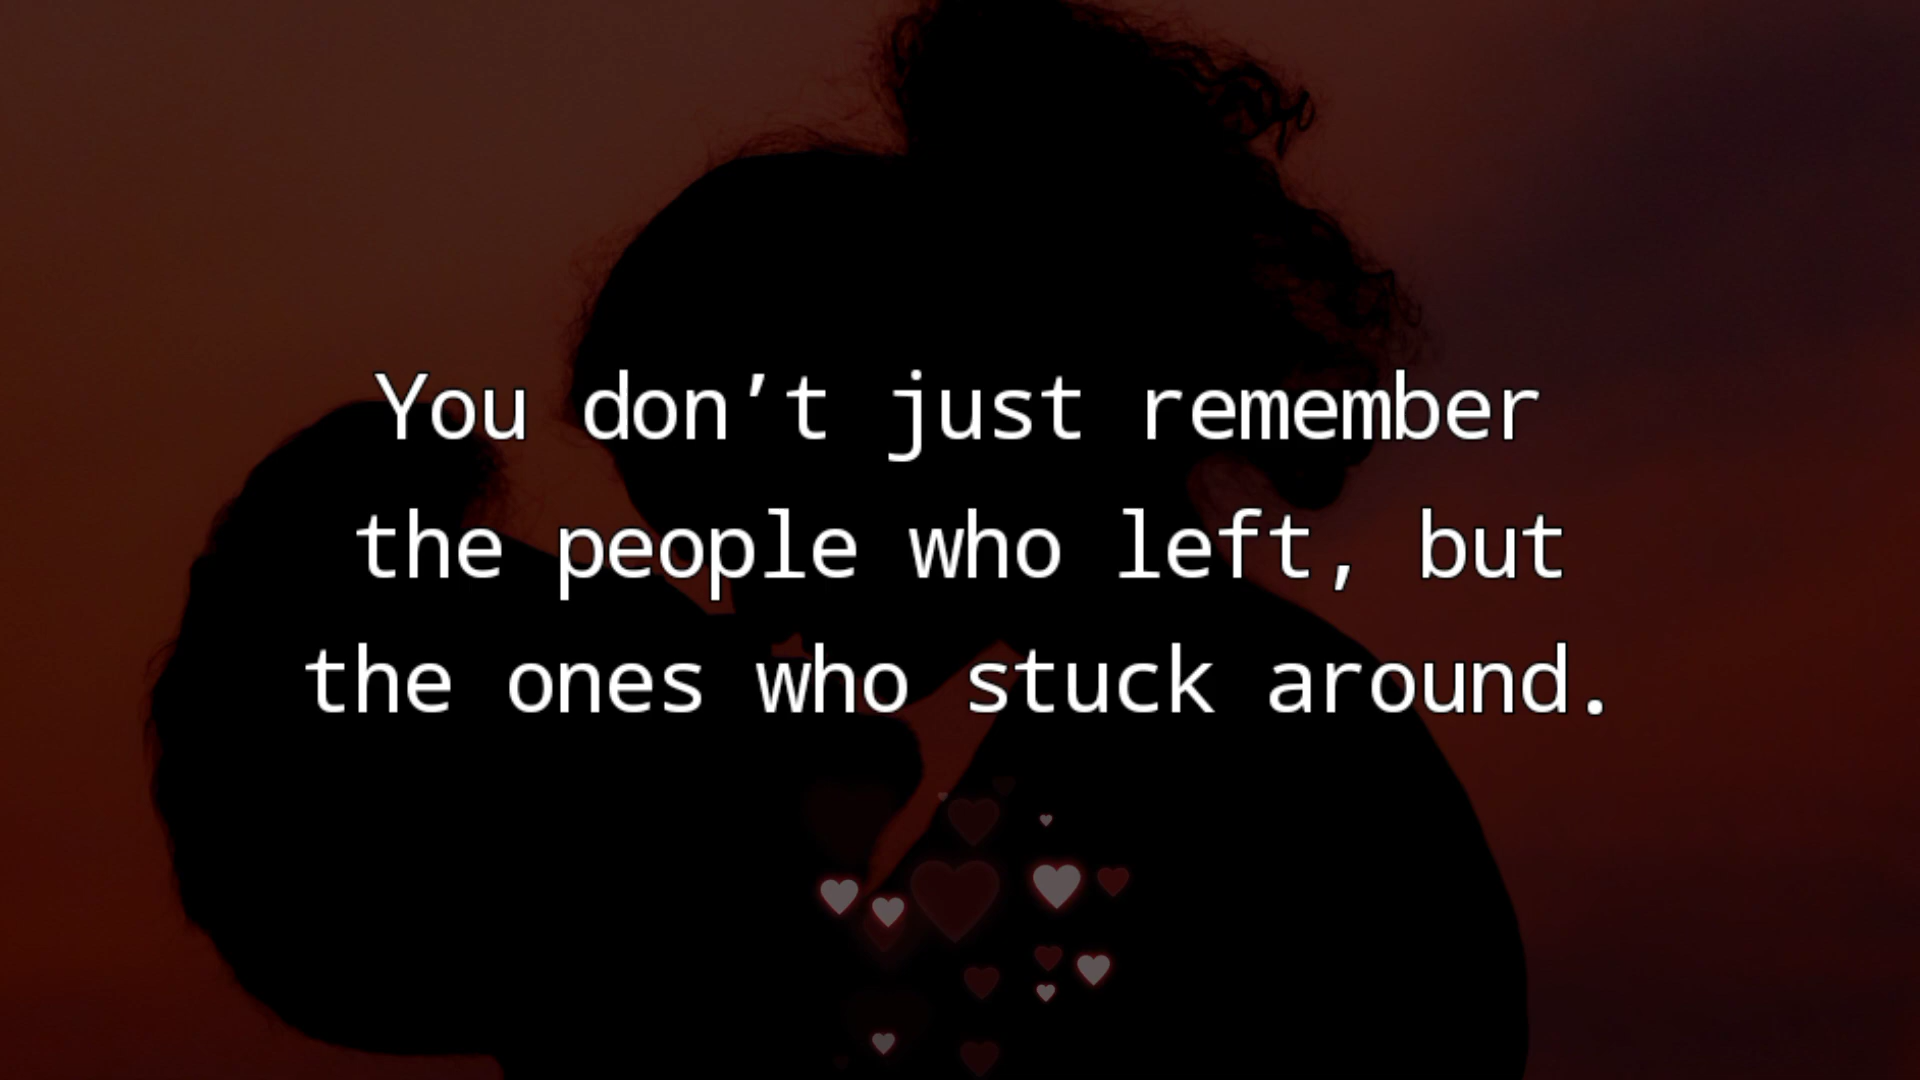 You don’t just remember
the people who left, but
the ones who stuck around.